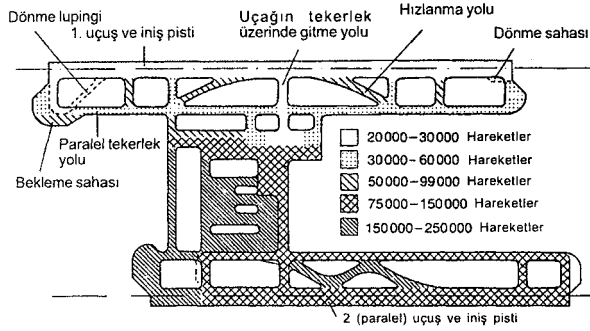 Dönme lupingi
1. uçuş ve iniş pisti
Uçağın tekerlek
üzerinde gitme yolu
Hızlanma yolu
Dönme sahası
Paralel tekerlek
yolu
Bekleme sahası
20000–30000 Hareketler
30000–60000 Hareketler
50000–99000 Hareketler
75000–150000 Hareketler
150000–250000 Hareketler
2 (paralel) uçuş ve iniş pisti